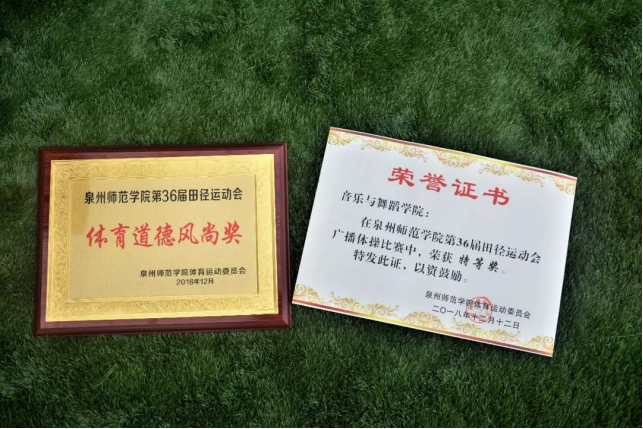 泉州师范学院第36届田径运动会
体育道德风尚奖
泉州师范学院体育运动委员会
2018年12月
荣誉证书
音乐与舞蹈学院：
在泉州师范学院第36届田径运动会
广播体操比赛中，荣获 特等奖。
特发此证，以资鼓励。
泉州师范学院体育运动委员会
二〇一八年十二月十二日